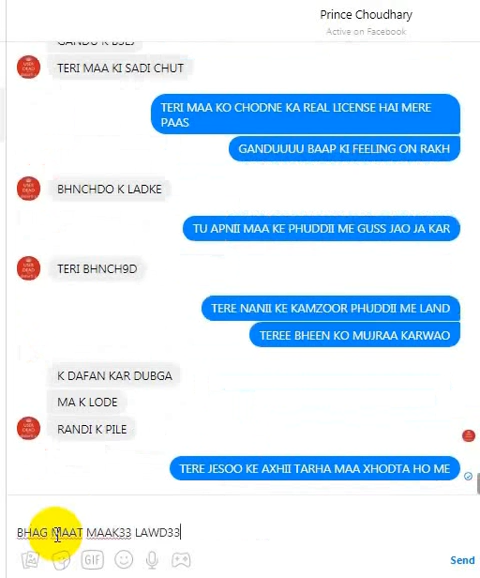 Prince Choudhary
Active on Facebook
TERI MAA KI SADI CHUT
TERI MAA KO CHODNE KA REAL LICENSE HAI MERE
PAAS
GANDUUUU BAAP KI FEELING ON RAKH
BHNCHDO K LADKE
TU APNII MAA KE PHUDDII ME GUSS JAO JA KAR
TERI BHNCH9D
TERE NANII KE KAMZOOR PHUDDII ME LAND
TEREE BHEEN KO MUJRAA KARWAO
K DAFAN KAR DUBGA
MA K LODE
RANDI K PILE
TERE JESOO KE AXHII TARHA MAA XHODTA HO ME
BHAG MAAT MAAK33 LAWD33
GIF
Send